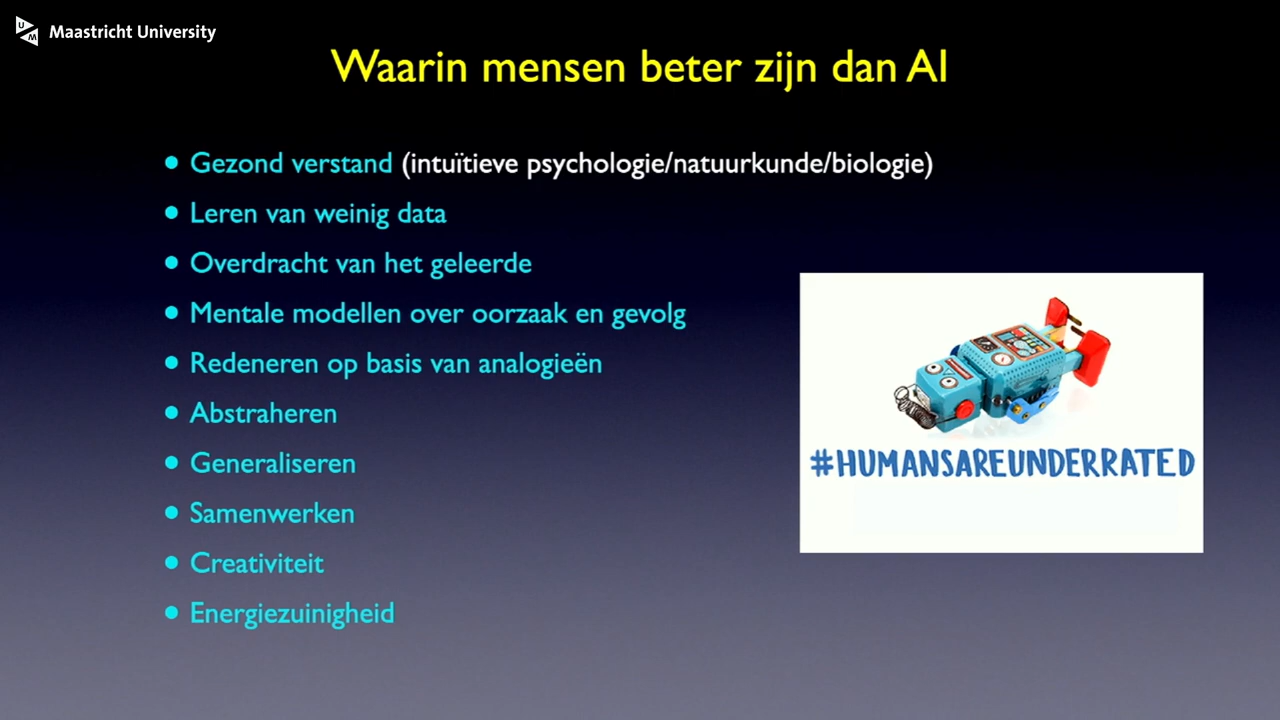 Maastricht University
Waarin mensen beter zijn dan AI
• Gezond verstand (intuïtieve psychologie/natuurkunde/biologie)
• Leren van weinig data
• Overdracht van het geleerde
• Mentale modellen over oorzaak en gevolg
• Redeneren op basis van analogieën
• Abstraheren
• Generaliseren
• Samenwerken
• Creativiteit
• Energiezuinigheid
#HUMANSAREUNDERRATED